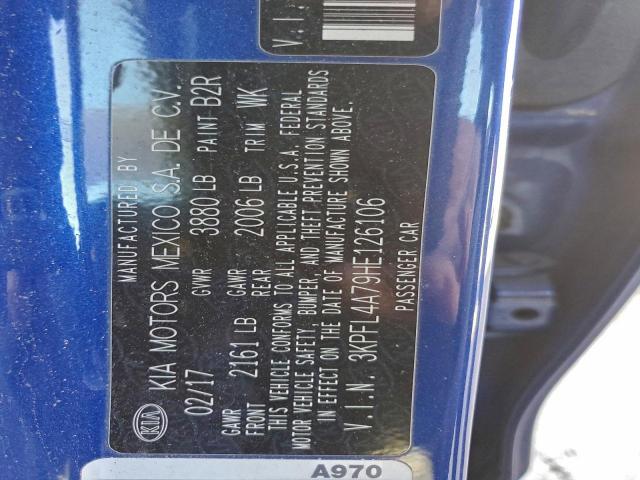 MANUFACTURED BY
KIA KIA MOTORS MEXICO S.A. DE C.V.
02/17 GVWR 3880 LB PAINT B2R
GAWR FRONT 2161 LB GAWR REAR 2006 LB TRIM WK
THIS VEHICLE CONFORMS TO ALL APPLICABLE U.S.A. FEDERAL
MOTOR VEHICLE SAFETY, BUMPER, AND THEFT PREVENTION STANDARDS
IN EFFECT ON THE DATE OF MANUFACTURE SHOWN ABOVE.
V.I.N. 3KPFL4A79HE126106
PASSENGER CAR
V.I.
A970